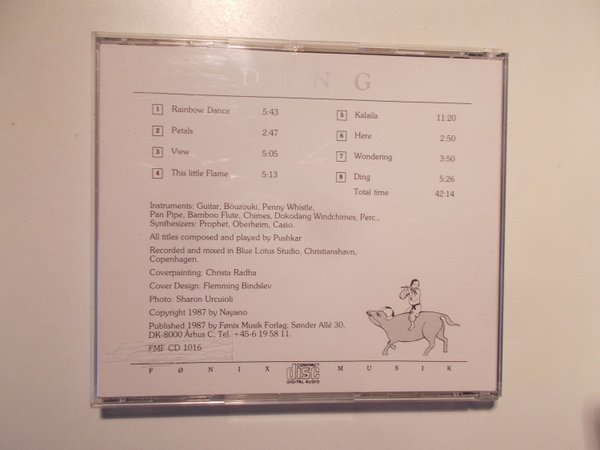 DING
1 Rainbow Dance 5:43
2 Petals 2:47
3 View 5:05
4 This little Flame 5:13
5 Kalaila 11:20
6 Here 2:50
7 Wondering 3:50
8 Ding 5:26
Total time 42:14
Instruments: Guitar, Bouzouki, Penny Whistle,
Pan Pipe, Bamboo Flute, Chimes, Dokodang Windchimes, Perc.,
Synthesizers: Prophet, Oberheim, Casio.
All titles composed and played by Pushkar
Recorded and mixed in Blue Lotus Studio, Christianshavn,
Copenhagen.
Coverpainting: Christa Radha
Cover Design: Flemming Bindslev
Photo: Sharon Urcuioli
Copyright 1987 by Nayano
Published 1987 by Fønix Musik Forlag; Sønder Allé 30,
DK-8000 Århus C, Tel. +45-6 19 58 11.
FMF CD 1016
FØNIX MUSIK
COMPACT
disc
DIGITAL AUDIO